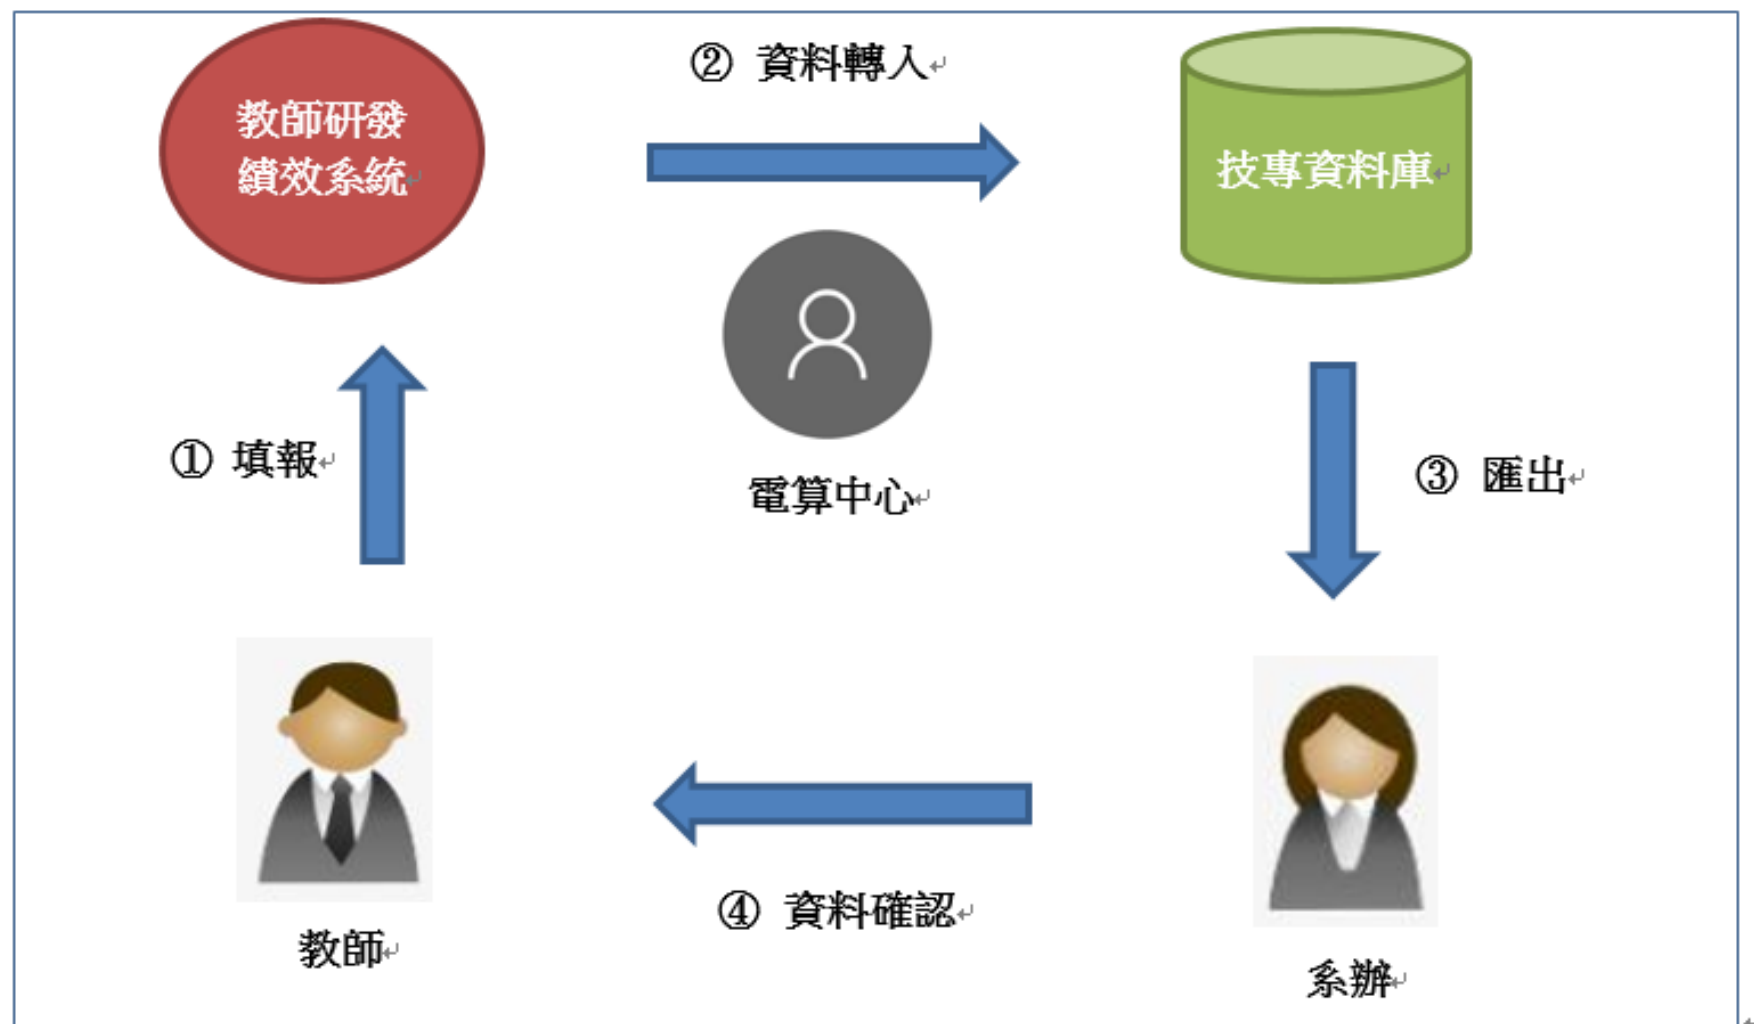 ② 資料轉入
教師研發
績效系統
技專資料庫
① 填報
電算中心
③ 匯出
④ 資料確認
教師
系辦